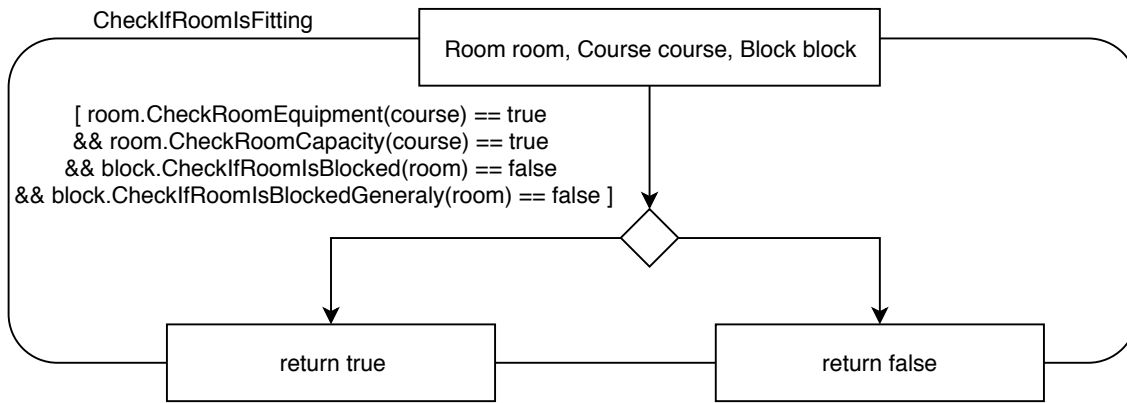 CheckIfRoomIsFitting
Room room, Course course, Block block
[ room.CheckRoomEquipment(course) == true
&& room.CheckRoomCapacity(course) == true
&& block.CheckIfRoomIsBlocked(room) == false
&& block.CheckIfRoomIsBlockedGeneraly(room) == false ]
return true
return false